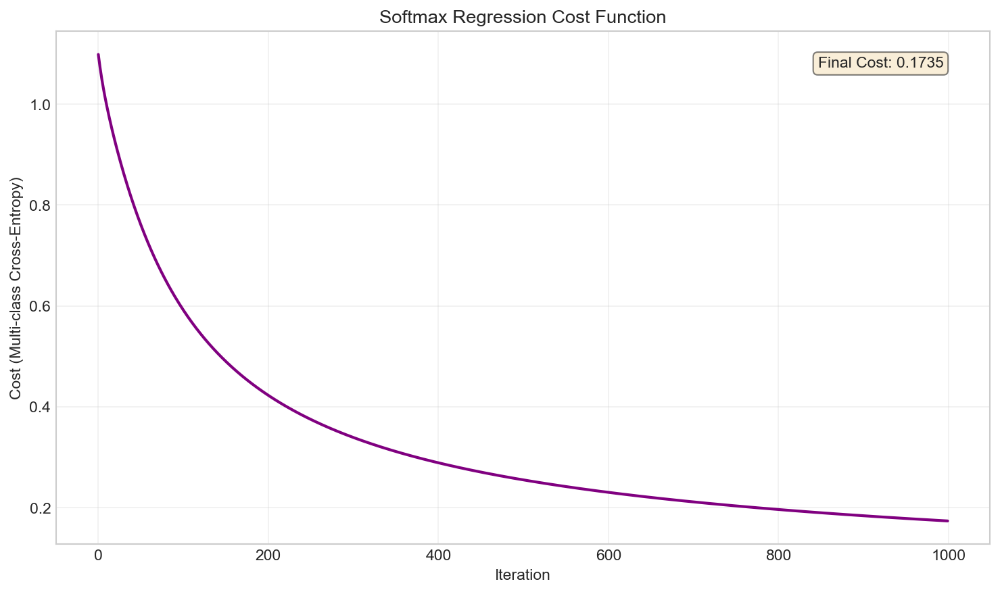 Softmax Regression Cost Function
Final Cost: 0.1735
Cost (Multi-class Cross-Entropy)
1.0
0.8
0.6
0.4
0.2
0 200 400 600 800 1000
Iteration